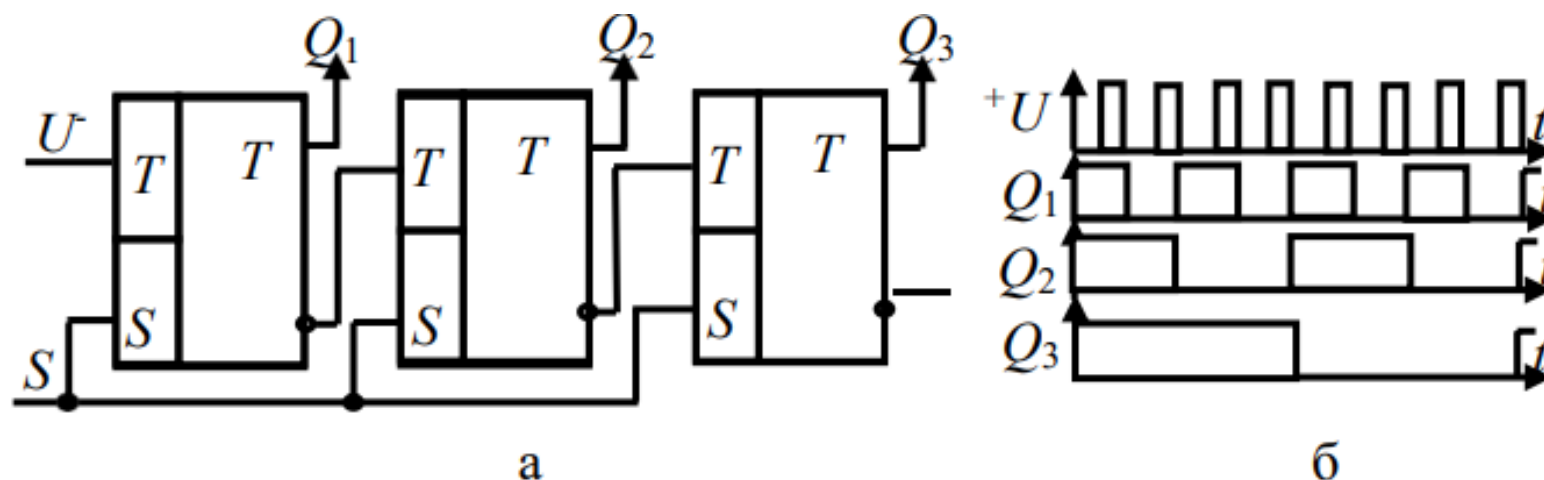 Q1 Q2 Q3
U- T T T T T T +U t
Q1 t
S S S Q2 t
S Q3 t
а б